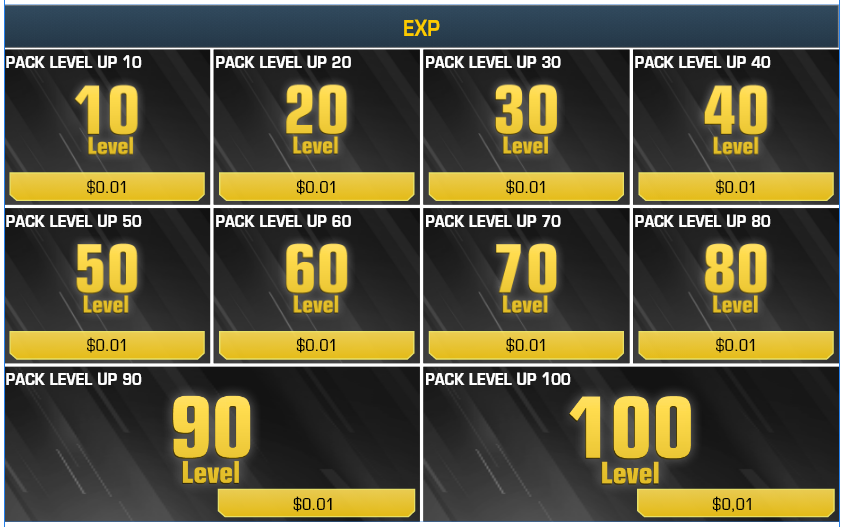 EXP
PACK LEVEL UP 10
10
Level
$0.01
PACK LEVEL UP 20
20
Level
$0.01
PACK LEVEL UP 30
30
Level
$0.01
PACK LEVEL UP 40
40
Level
$0.01
PACK LEVEL UP 50
50
Level
$0.01
PACK LEVEL UP 60
60
Level
$0.01
PACK LEVEL UP 70
70
Level
$0.01
PACK LEVEL UP 80
80
Level
$0.01
PACK LEVEL UP 90
90
Level
$0.01
PACK LEVEL UP 100
100
Level
$0,01